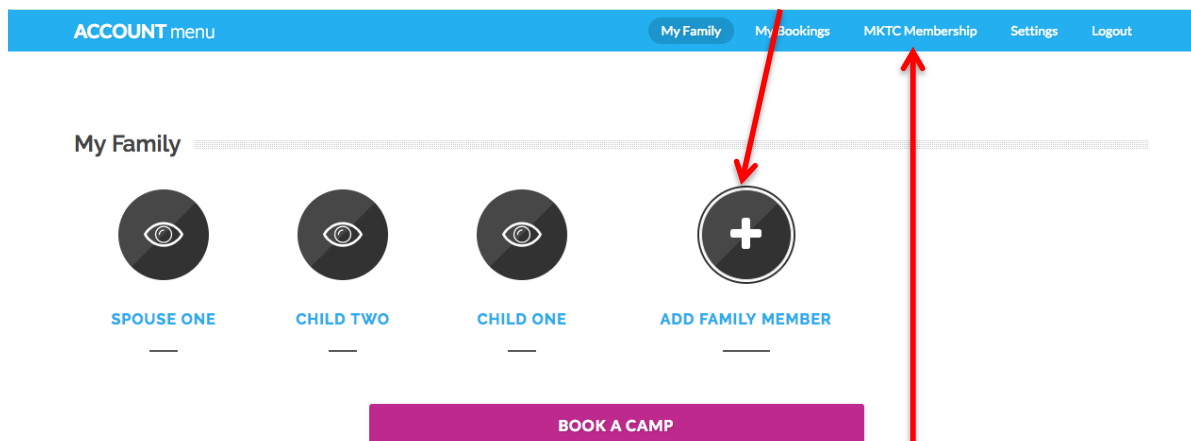 ACCOUNT menu My Family My Bookings MKTC Membership Settings Logout
My Family
SPOUSE ONE CHILD TWO CHILD ONE ADD FAMILY MEMBER
BOOK A CAMP